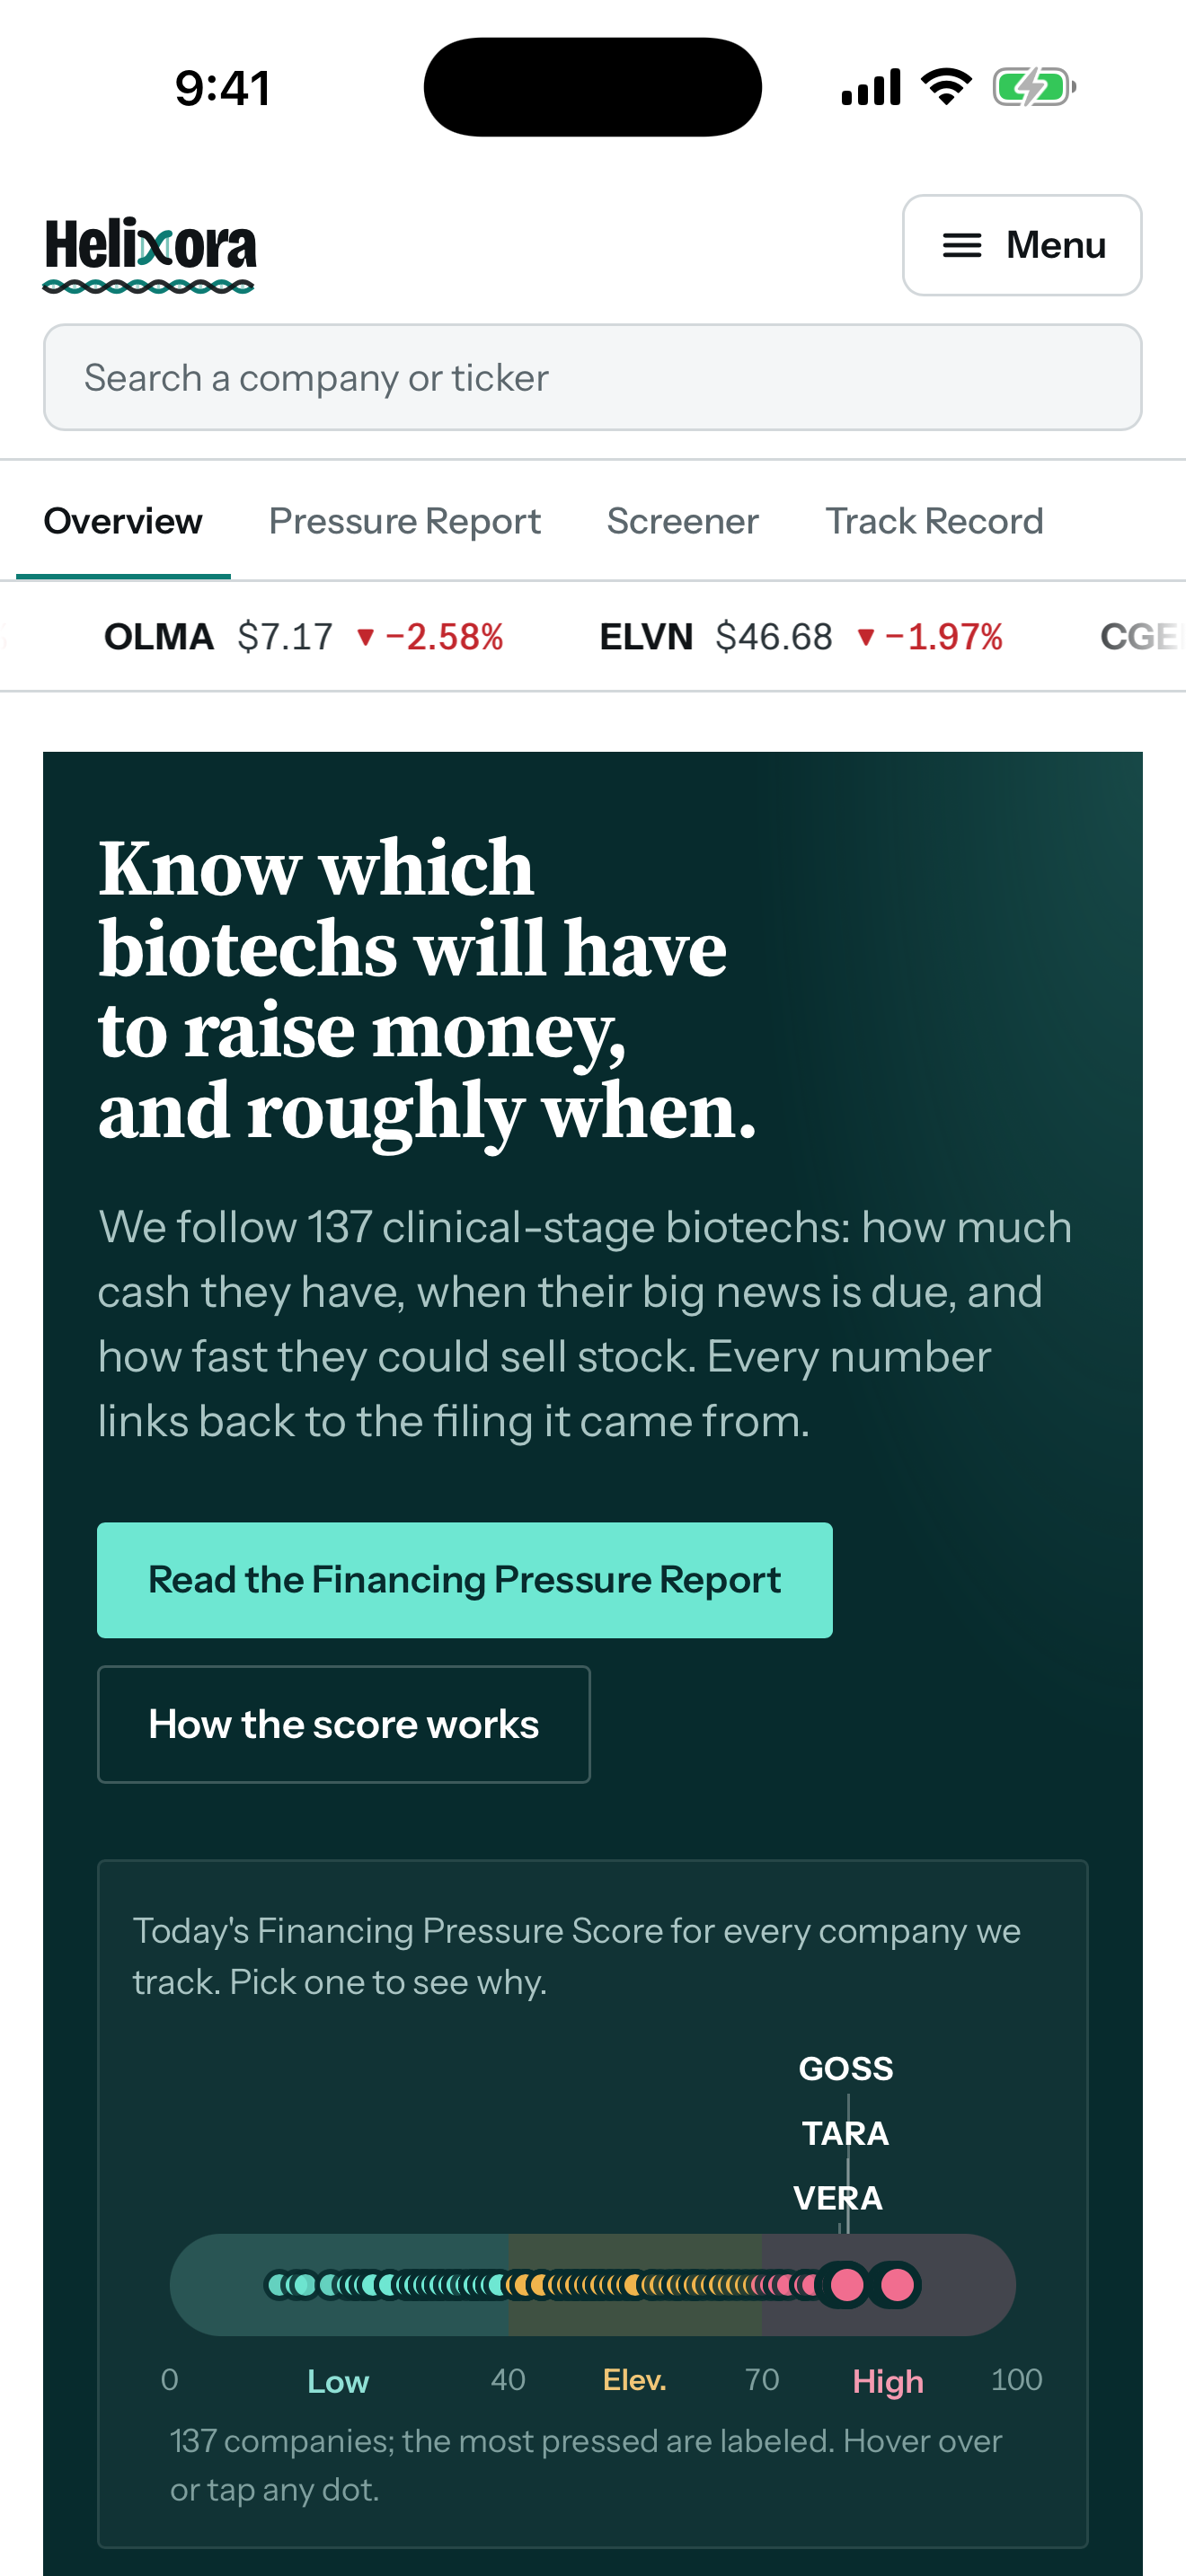 9:41
Helixora
Menu
Search a company or ticker
Overview Pressure Report Screener Track Record
OLMA $7.17 ▼ −2.58% ELVN $46.68 ▼ −1.97% CGE
Know which
biotechs will have
to raise money,
and roughly when.
We follow 137 clinical-stage biotechs: how much
cash they have, when their big news is due, and
how fast they could sell stock. Every number
links back to the filing it came from.
Read the Financing Pressure Report
How the score works
Today's Financing Pressure Score for every company we
track. Pick one to see why.
GOSS
TARA
VERA
0 Low 40 Elev. 70 High 100
137 companies; the most pressed are labeled. Hover over
or tap any dot.